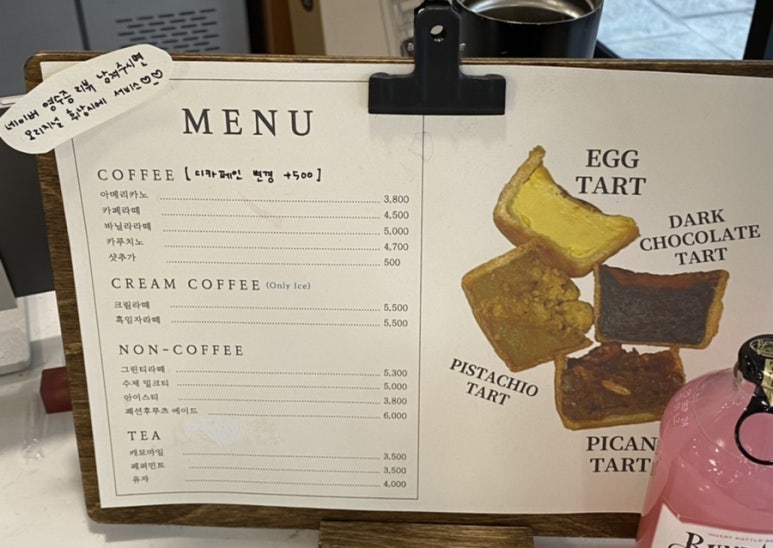 네이버 영수증 리뷰 남겨주시면
오리지널 휘낭시에 서비스♡♡
MENU
COFFEE [디카페인 변경 +500]
아메리카노 3,800
카페라떼 4,500
바닐라라떼 5,000
카푸치노 4,700
샷추가 500
CREAM COFFEE (Only Ice)
크림라떼 5,500
흑임자라떼 5,500
NON-COFFEE
그린티라떼 5,300
수제 밀크티 5,000
아이스티 3,800
패션후루츠 에이드 6,000
TEA
캐모마일 3,500
페퍼민트 3,500
유자 4,000
EGG
TART
DARK
CHOCOLATE
TART
PISTACHIO
TART
PICAN
TART